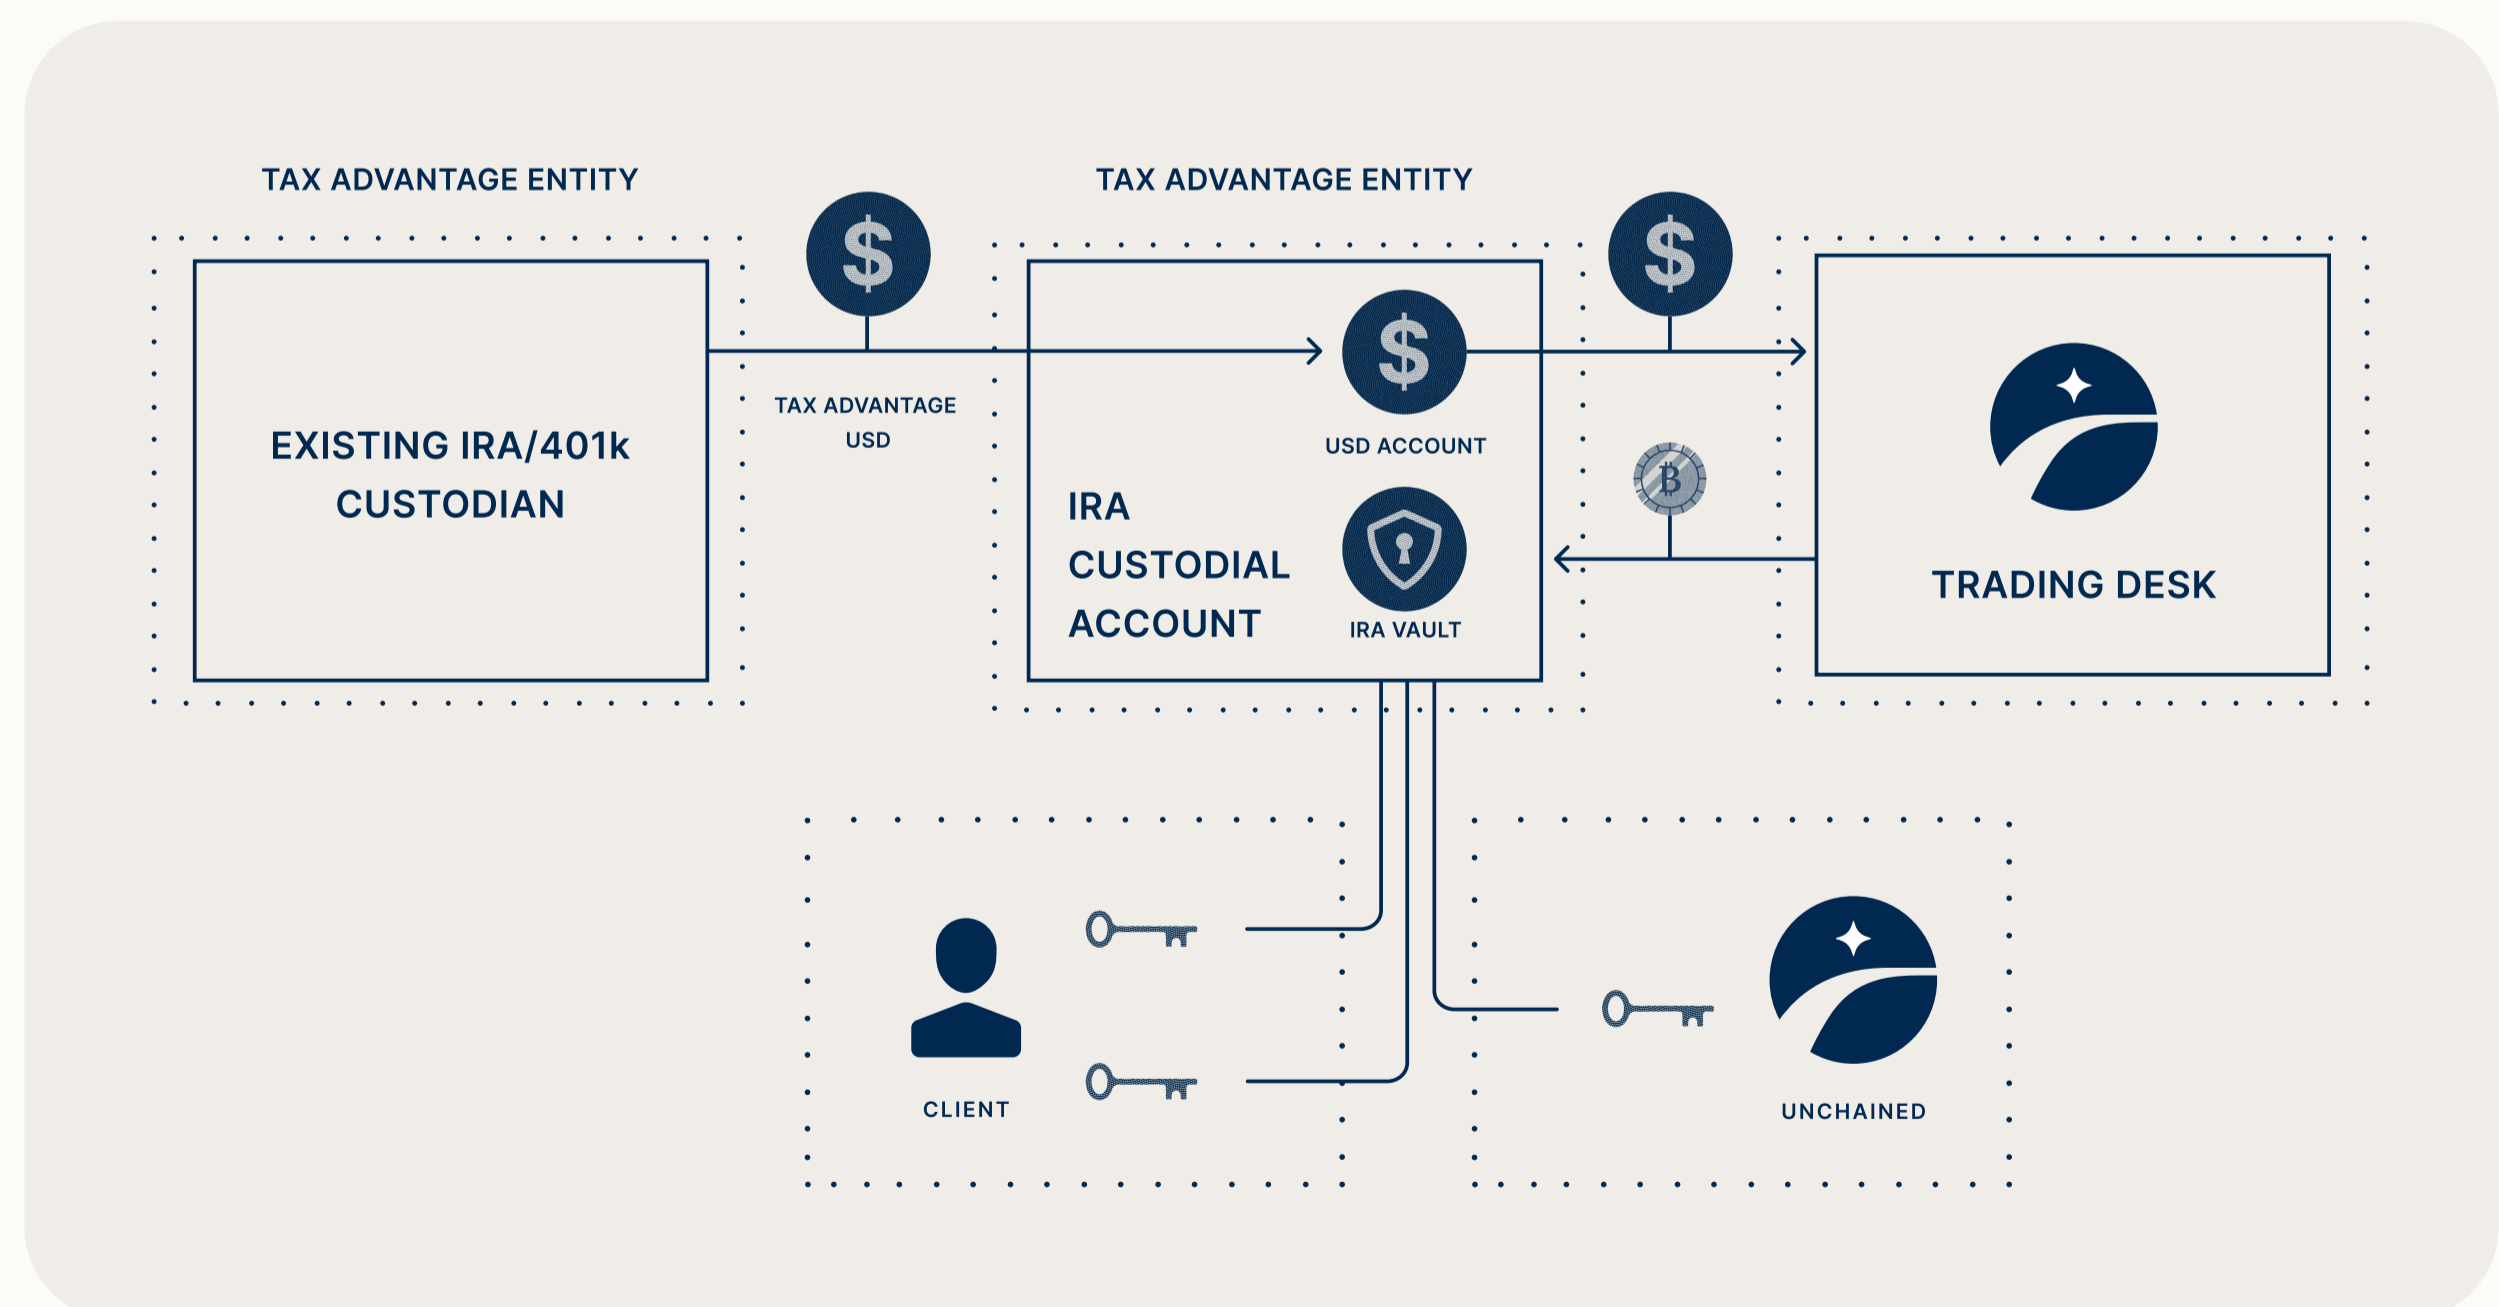 TAX ADVANTAGE ENTITY
TAX ADVANTAGE ENTITY
EXISTING IRA/401k
CUSTODIAN
TAX ADVANTAGE
USD
USD ACCOUNT
IRA
CUSTODIAL
ACCOUNT
IRA VAULT
TRADING DESK
CLIENT
UNCHAINED